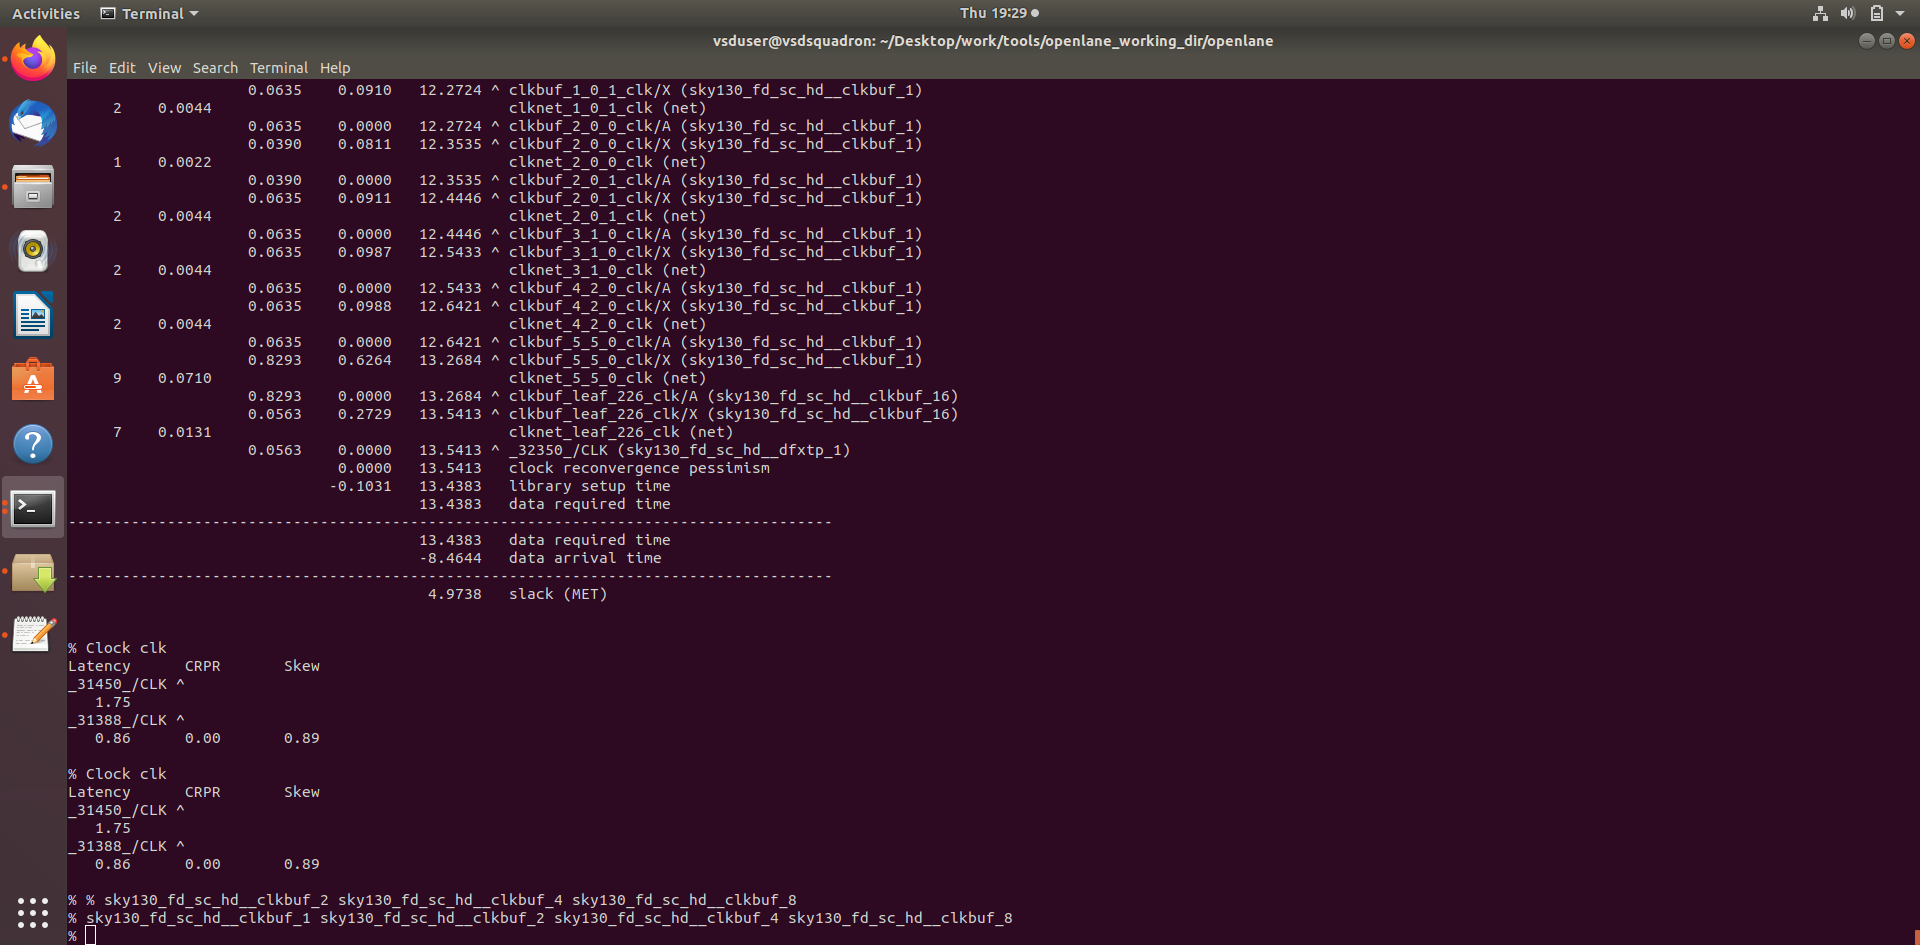 Activities Terminal Thu 19:29
vsduser@vsdsquadron: ~/Desktop/work/tools/openlane_working_dir/openlane
File Edit View Search Terminal Help
0.0635 0.0910 12.2724 ^ clkbuf_1_0_1_clk/X (sky130_fd_sc_hd__clkbuf_1)
2 0.0044 clknet_1_0_1_clk (net)
0.0635 0.0000 12.2724 ^ clkbuf_2_0_0_clk/A (sky130_fd_sc_hd__clkbuf_1)
0.0390 0.0811 12.3535 ^ clkbuf_2_0_0_clk/X (sky130_fd_sc_hd__clkbuf_1)
1 0.0022 clknet_2_0_0_clk (net)
0.0390 0.0000 12.3535 ^ clkbuf_2_0_1_clk/A (sky130_fd_sc_hd__clkbuf_1)
0.0635 0.0911 12.4446 ^ clkbuf_2_0_1_clk/X (sky130_fd_sc_hd__clkbuf_1)
2 0.0044 clknet_2_0_1_clk (net)
0.0635 0.0000 12.4446 ^ clkbuf_3_1_0_clk/A (sky130_fd_sc_hd__clkbuf_1)
0.0635 0.0987 12.5433 ^ clkbuf_3_1_0_clk/X (sky130_fd_sc_hd__clkbuf_1)
2 0.0044 clknet_3_1_0_clk (net)
0.0635 0.0000 12.5433 ^ clkbuf_4_2_0_clk/A (sky130_fd_sc_hd__clkbuf_1)
0.0635 0.0988 12.6421 ^ clkbuf_4_2_0_clk/X (sky130_fd_sc_hd__clkbuf_1)
2 0.0044 clknet_4_2_0_clk (net)
0.0635 0.0000 12.6421 ^ clkbuf_5_5_0_clk/A (sky130_fd_sc_hd__clkbuf_1)
0.8293 0.6264 13.2684 ^ clkbuf_5_5_0_clk/X (sky130_fd_sc_hd__clkbuf_1)
9 0.0710 clknet_5_5_0_clk (net)
0.8293 0.0000 13.2684 ^ clkbuf_leaf_226_clk/A (sky130_fd_sc_hd__clkbuf_16)
0.0563 0.2729 13.5413 ^ clkbuf_leaf_226_clk/X (sky130_fd_sc_hd__clkbuf_16)
7 0.0131 clknet_leaf_226_clk (net)
0.0563 0.0000 13.5413 ^ _32350_/CLK (sky130_fd_sc_hd__dfxtp_1)
0.0000 13.5413 clock reconvergence pessimism
-0.1031 13.4383 library setup time
13.4383 data required time
-------------------------------------------------------------------------------------
13.4383 data required time
-8.4644 data arrival time
-------------------------------------------------------------------------------------
4.9738 slack (MET)
% Clock clk
Latency CRPR Skew
_31450_/CLK ^
1.75
_31388_/CLK ^
0.86 0.00 0.89
% Clock clk
Latency CRPR Skew
_31450_/CLK ^
1.75
_31388_/CLK ^
0.86 0.00 0.89
% % sky130_fd_sc_hd__clkbuf_2 sky130_fd_sc_hd__clkbuf_4 sky130_fd_sc_hd__clkbuf_8
% sky130_fd_sc_hd__clkbuf_1 sky130_fd_sc_hd__clkbuf_2 sky130_fd_sc_hd__clkbuf_4 sky130_fd_sc_hd__clkbuf_8
%